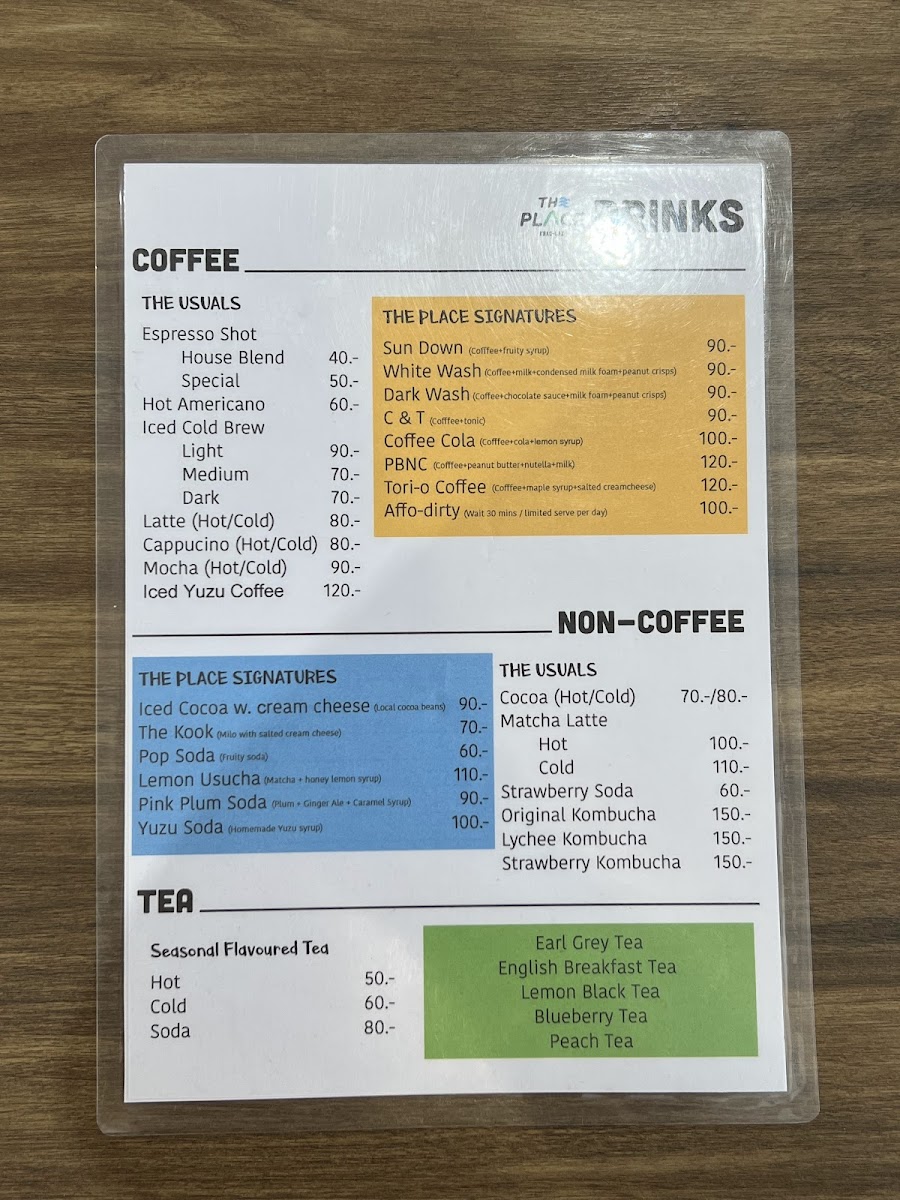 THE
PLACE
DRINKS
COFFEE
THE USUALS
Espresso Shot
House Blend 40.-
Special 50.-
Hot Americano 60.-
Iced Cold Brew
Light 90.-
Medium 70.-
Dark 70.-
Latte (Hot/Cold) 80.-
Cappucino (Hot/Cold) 80.-
Mocha (Hot/Cold) 90.-
Iced Yuzu Coffee 120.-
THE PLACE SIGNATURES
Sun Down (Cofffee+fruity syrup) 90.-
White Wash (Coffee+milk+condensed milk foam+peanut crisps) 90.-
Dark Wash (Coffee+chocolate sauce+milk foam+peanut crisps) 90.-
C & T (Cofffee+tonic) 90.-
Coffee Cola (Cofffee+cola+lemon syrup) 100.-
PBNC (Cofffee+peanut butter+nutella+milk) 120.-
Tori-o Coffee (Cofffee+maple syrup+salted creamcheese) 120.-
Affo-dirty (Wait 30 mins / limited serve per day) 100.-
NON-COFFEE
THE PLACE SIGNATURES
Iced Cocoa w. cream cheese (Local cocoa beans) 90.-
The Kook (Milo with salted cream cheese) 70.-
Pop Soda (Fruity soda) 60.-
Lemon Usucha (Matcha + honey lemon syrup) 110.-
Pink Plum Soda (Plum + Ginger Ale + Caramel Syrup) 90.-
Yuzu Soda (Homemade Yuzu syrup) 100.-
THE USUALS
Cocoa (Hot/Cold) 70.-/80.-
Matcha Latte
Hot 100.-
Cold 110.-
Strawberry Soda 60.-
Original Kombucha 150.-
Lychee Kombucha 150.-
Strawberry Kombucha 150.-
TEA
Seasonal Flavoured Tea
Hot 50.-
Cold 60.-
Soda 80.-
Earl Grey Tea
English Breakfast Tea
Lemon Black Tea
Blueberry Tea
Peach Tea